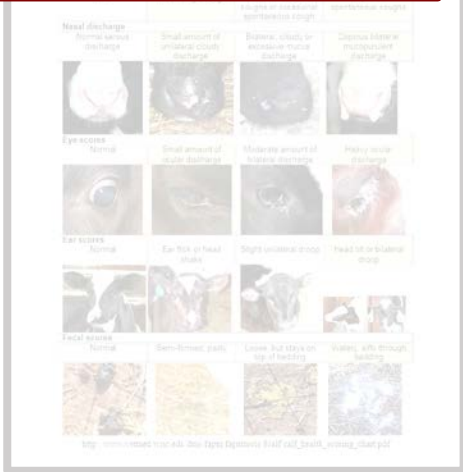 cough or occasional
spontaneous cough
spontaneous coughs
Nasal discharge
Normal serous
discharge
Small amount of
unilateral cloudy
discharge
Bilateral, cloudy or
excessive mucus
discharge
Copious bilateral
mucopurulent
discharge
Eye scores
Normal
Small amount of
ocular discharge
Moderate amount of
bilateral discharge
Heavy ocular
discharge
Ear scores
Normal
Ear flick or head
shake
Slight unilateral droop
Head tilt or bilateral
droop
Fecal scores
Normal
Semi-formed, pasty
Loose, but stays on
top of bedding
Watery, sifts through
bedding